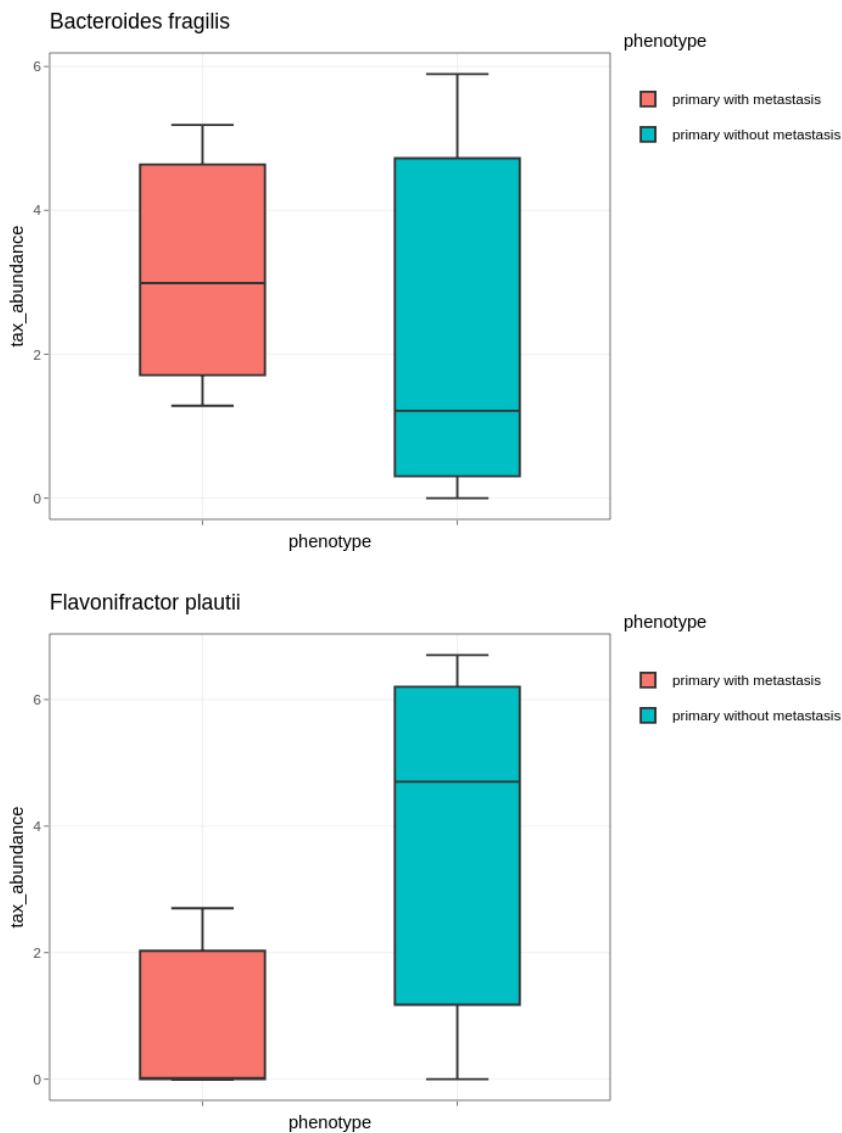 Bacteroides fragilis
phenotype
primary with metastasis
primary without metastasis
6
4
2
0
tax_abundance
phenotype
Flavonifractor plautii
phenotype
primary with metastasis
primary without metastasis
6
4
2
0
tax_abundance
phenotype